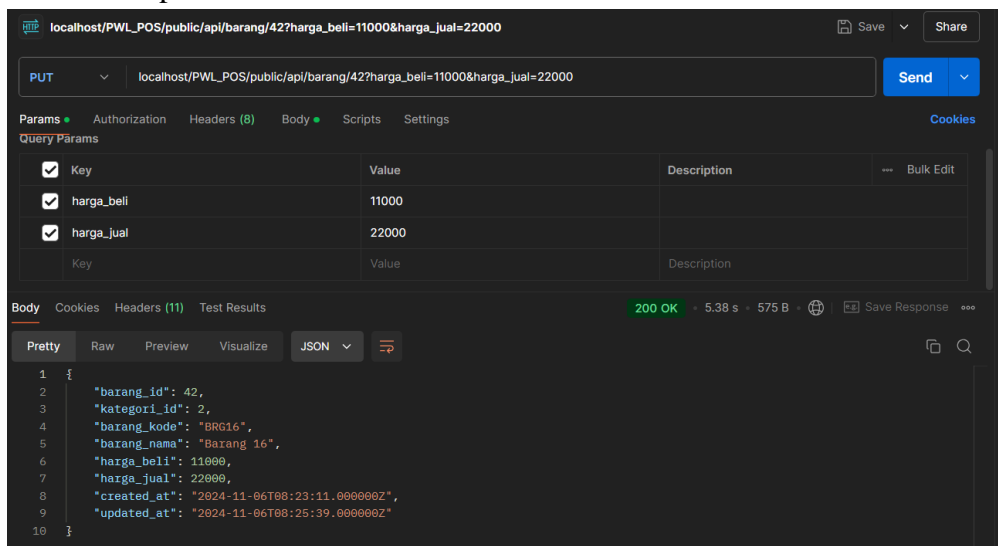 HTTP localhost/PWL_POS/public/api/barang/42?harga_beli=11000&harga_jual=22000 Save Share
PUT localhost/PWL_POS/public/api/barang/42?harga_beli=11000&harga_jual=22000 Send
Params Authorization Headers (8) Body Scripts Settings Cookies
Query Params
Key Value Description Bulk Edit
harga_beli 11000
harga_jual 22000
Key Value Description
Body Cookies Headers (11) Test Results 200 OK 5.38 s 575 B Save Response
Pretty Raw Preview Visualize JSON
1 {
2 "barang_id": 42,
3 "kategori_id": 2,
4 "barang_kode": "BRG16",
5 "barang_nama": "Barang 16",
6 "harga_beli": 11000,
7 "harga_jual": 22000,
8 "created_at": "2024-11-06T08:23:11.000000Z",
9 "updated_at": "2024-11-06T08:25:39.000000Z"
10 }